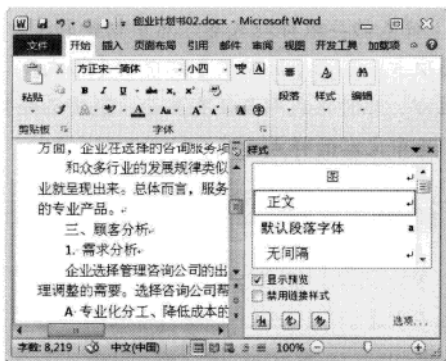 创业计划书02.docx - Microsoft Word
文件 开始 插入 页面布局 引用 邮件 审阅 视图 开发工具 加载项
粘贴
剪贴板
方正宋一简体 小四
字体
段落
样式
编辑
方面，企业在选择的咨询服务项
和众多行业的发展规律类似
业就呈现出来。总体而言，服务
的专业产品。
三、顾客分析
1. 需求分析
企业选择管理咨询公司的出
理调整的需要。选择咨询公司帮
A 专业化分工、降低成本的
样式
图
正文
默认段落字体 a
无间隔
显示预览
禁用链接样式
选项...
字数: 8,219 中文(中国) 100%